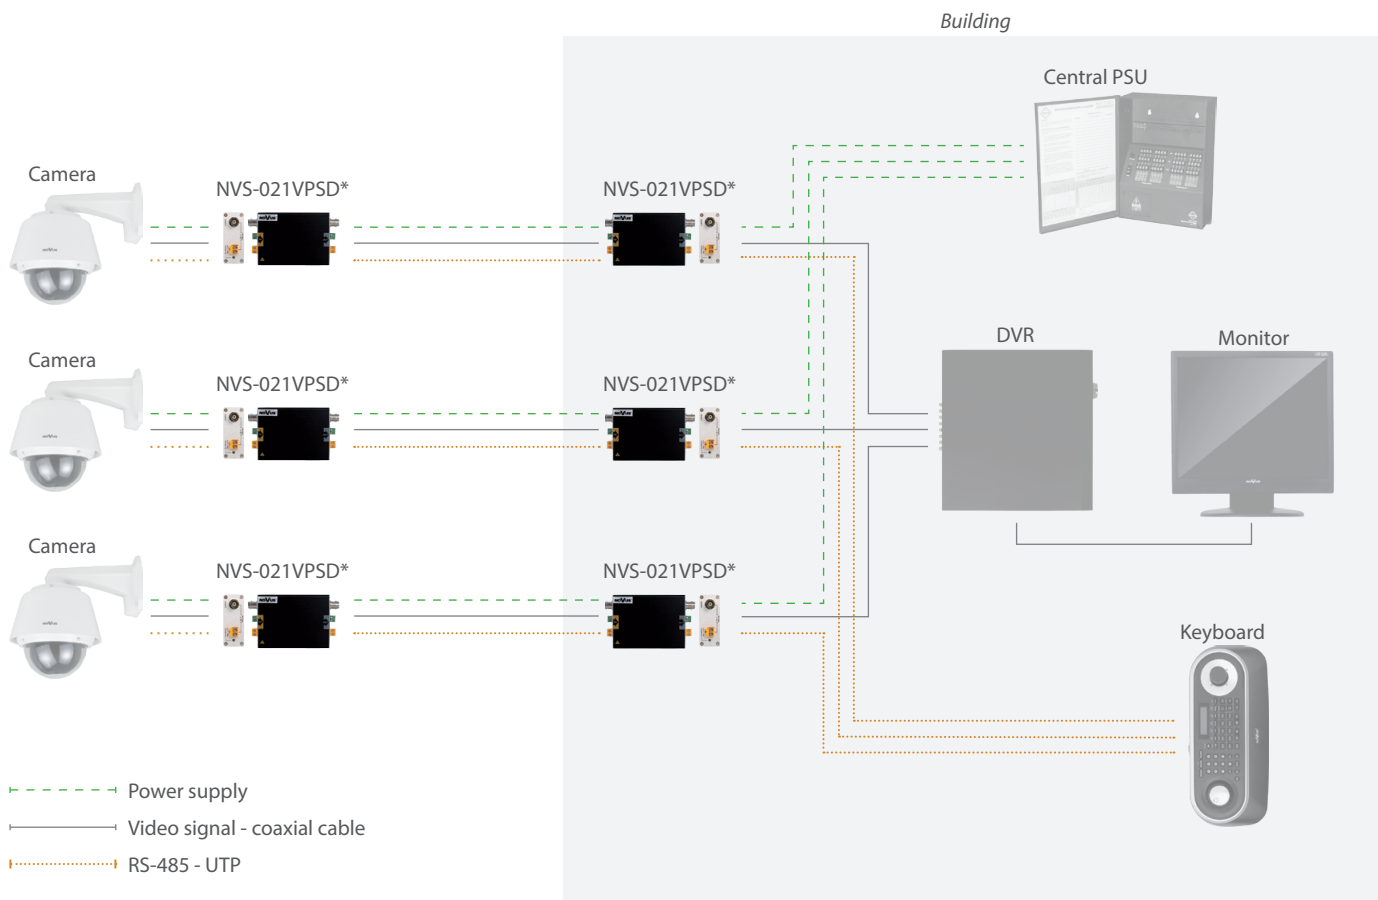 Building
Central PSU
Camera
NVS-021VPSD*
NVS-021VPSD*
DVR
Monitor
Camera
NVS-021VPSD*
NVS-021VPSD*
Camera
NVS-021VPSD*
NVS-021VPSD*
Keyboard
Power supply
Video signal - coaxial cable
RS-485 - UTP